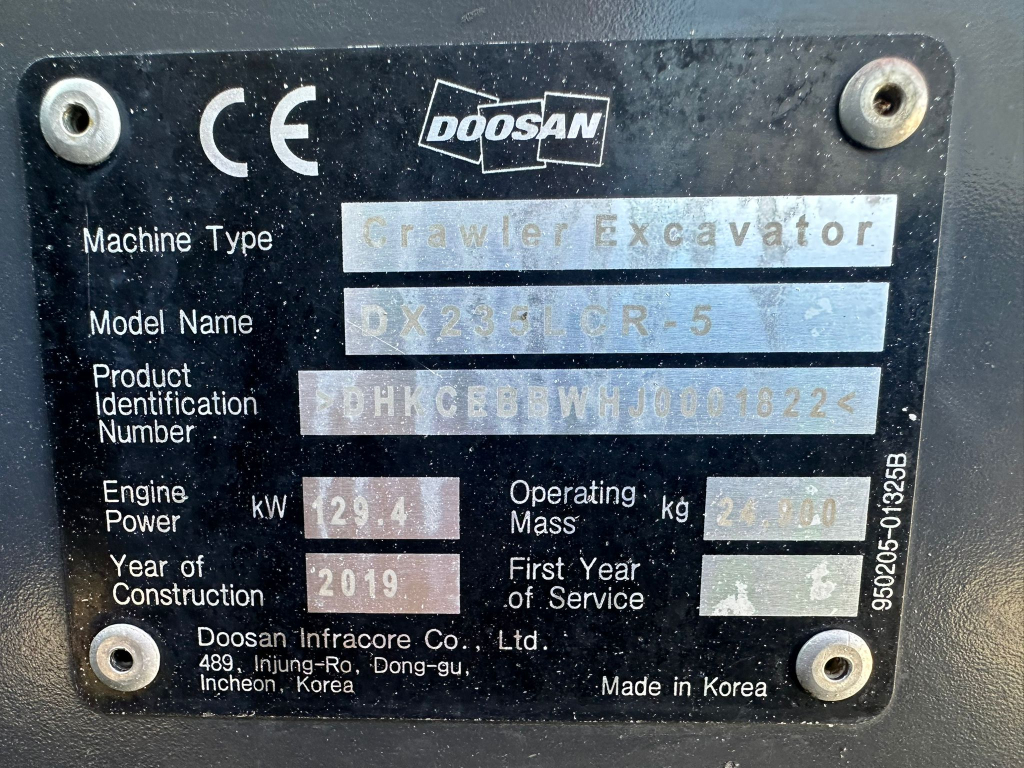 CE DOOSAN
Machine Type Crawler Excavator
Model Name DX235LCR-5
Product
Identification
Number >DHKCEBBWHJ0001822<
Engine
Power kW 129.4
Operating
Mass kg
Year of
Construction 2019
First Year
of Service
Doosan Infracore Co., Ltd.
489, Injung-Ro, Dong-gu,
Incheon, Korea
Made in Korea
950205-01325B